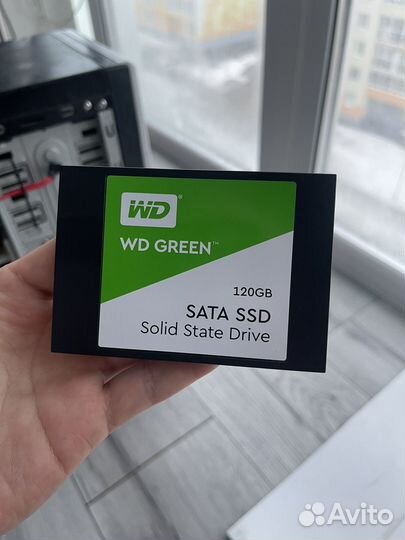 WD®
WD GREEN™
120GB
SATA SSD
Solid State Drive
Avito